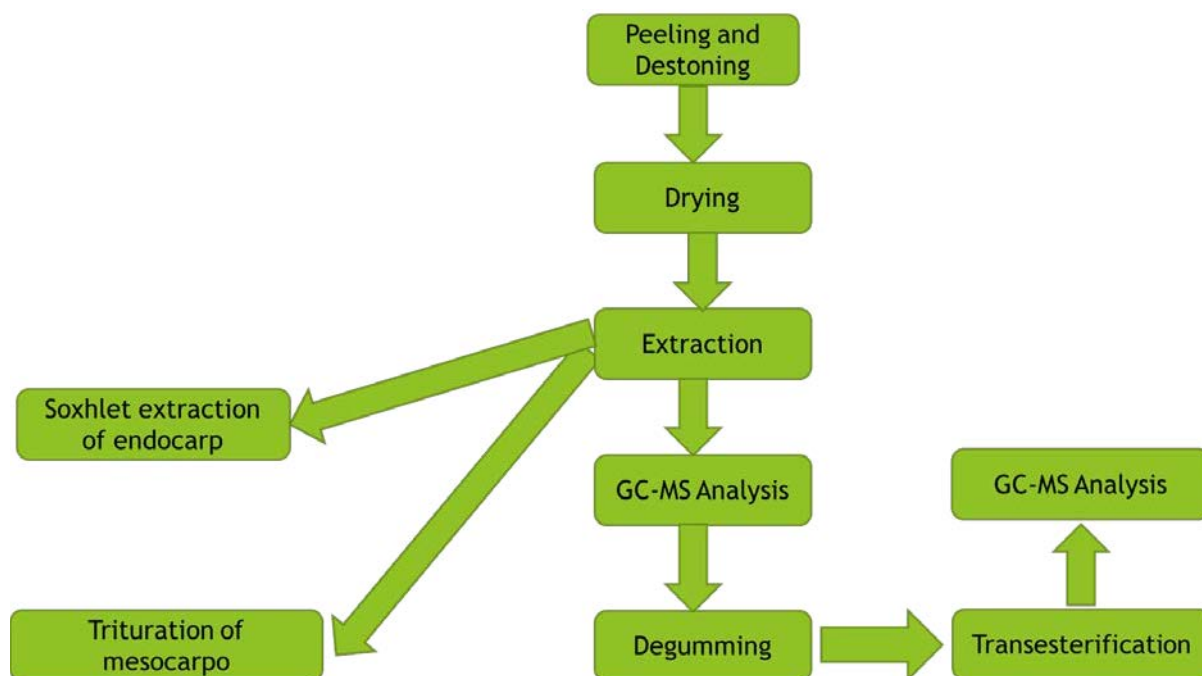 Peeling and
Destoning
Drying
Extraction
Soxhlet extraction
of endocarp
GC-MS Analysis
GC-MS Analysis
Trituration of
mesocarpo
Degumming
Transesterification